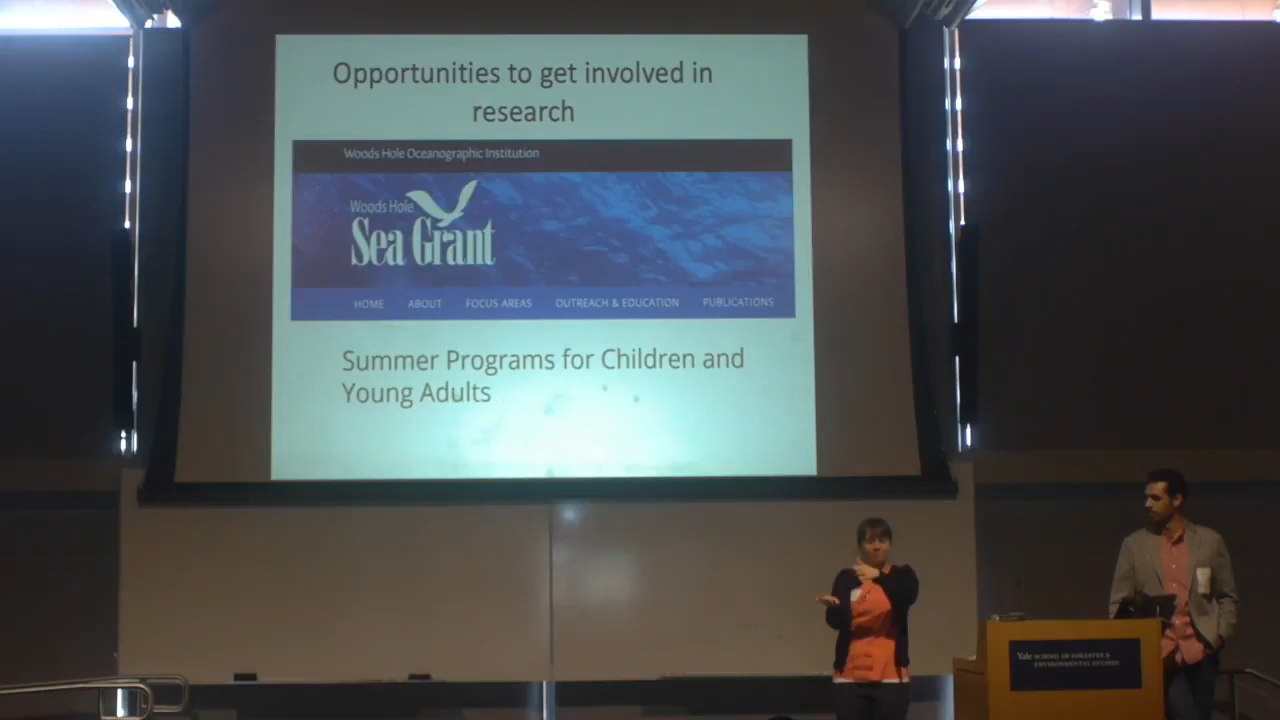 Opportunities to get involved in
research
Woods Hole Oceanographic Institution
Woods Hole
Sea Grant
HOME ABOUT FOCUS AREAS OUTREACH & EDUCATION PUBLICATIONS
Summer Programs for Children and
Young Adults
Yale SCHOOL OF FORESTRY &
ENVIRONMENTAL STUDIES